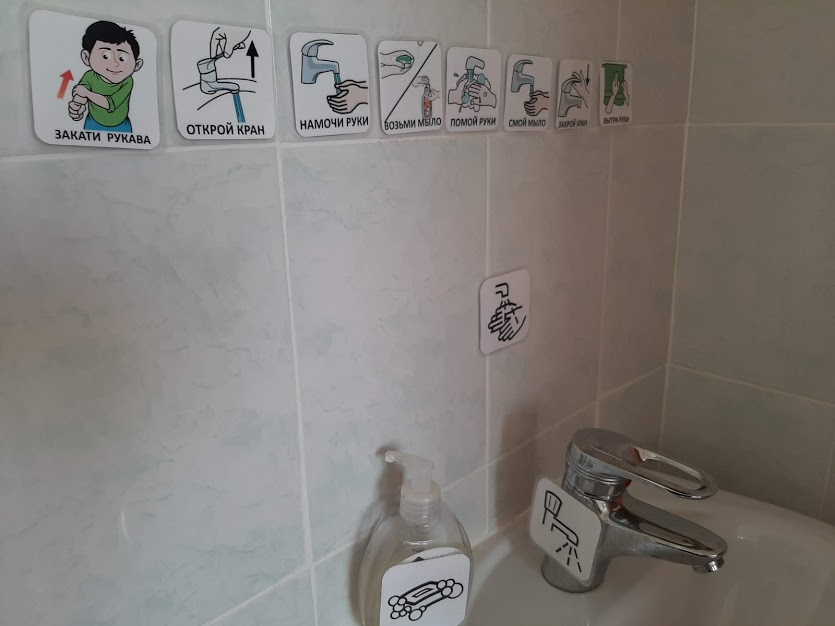 ЗАКАТИ РУКАВА
ОТКРОЙ КРАН
НАМОЧИ РУКИ
ВОЗЬМИ МЫЛО
ПОМОЙ РУКИ
СМОЙ МЫЛО
ЗАКРОЙ КРАН
ВЫТРИ РУКИ